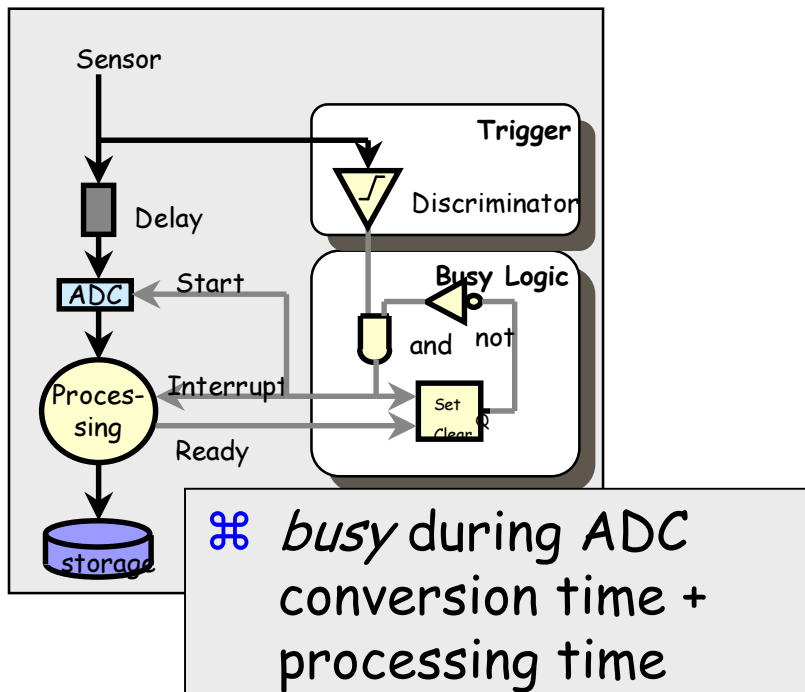 Sensor
Trigger
Discriminator
Delay
Busy Logic
Start
ADC
and
not
Interrupt
Proces-
sing
Set
Q
Clear
Ready
storage
⌘ busy during ADC
conversion time +
processing time